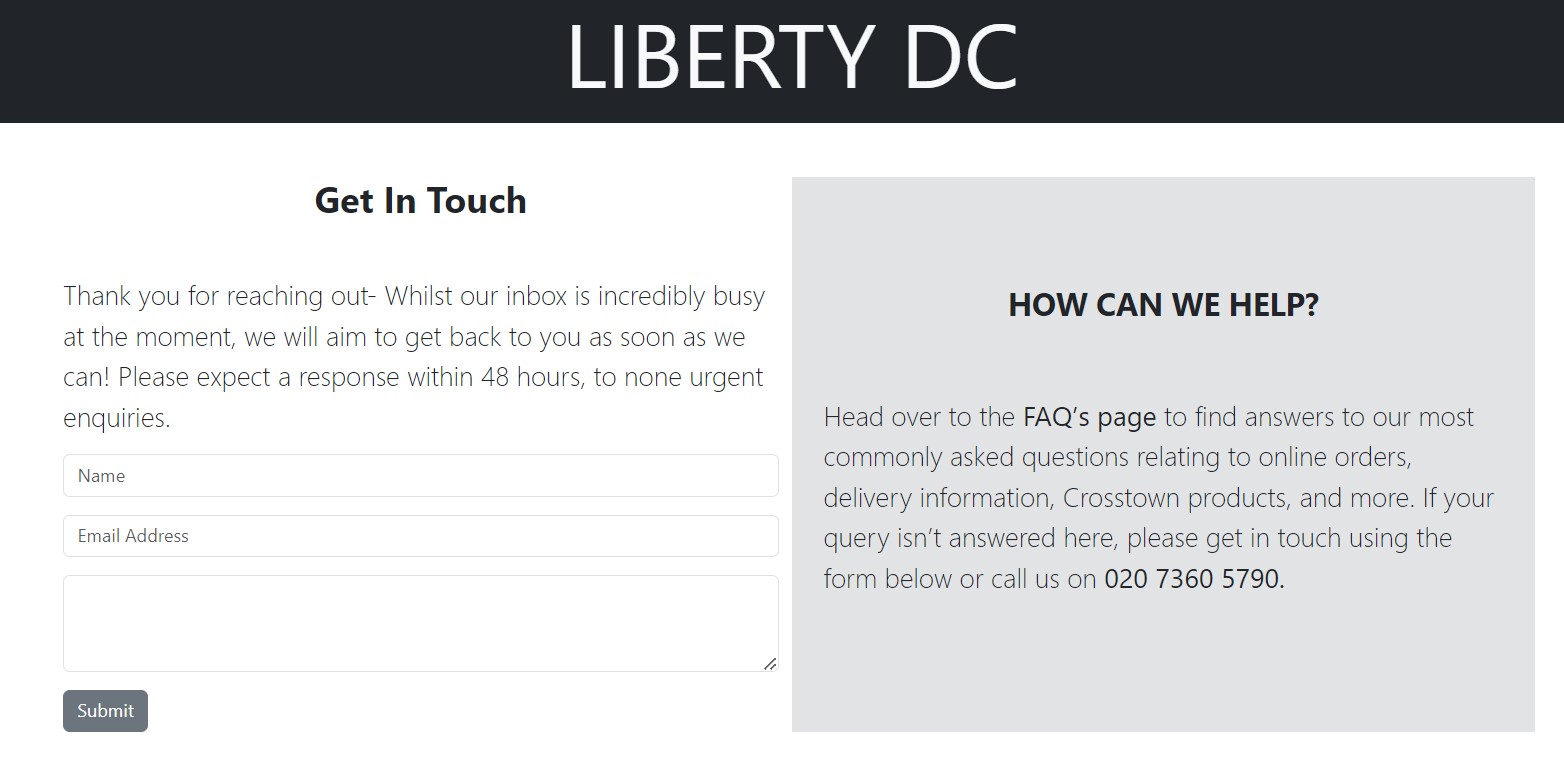 LIBERTY DC
Get In Touch
Thank you for reaching out- Whilst our inbox is incredibly busy
at the moment, we will aim to get back to you as soon as we
can! Please expect a response within 48 hours, to none urgent
enquiries.
Name
Email Address
Submit
HOW CAN WE HELP?
Head over to the FAQ’s page to find answers to our most
commonly asked questions relating to online orders,
delivery information, Crosstown products, and more. If your
query isn’t answered here, please get in touch using the
form below or call us on 020 7360 5790.